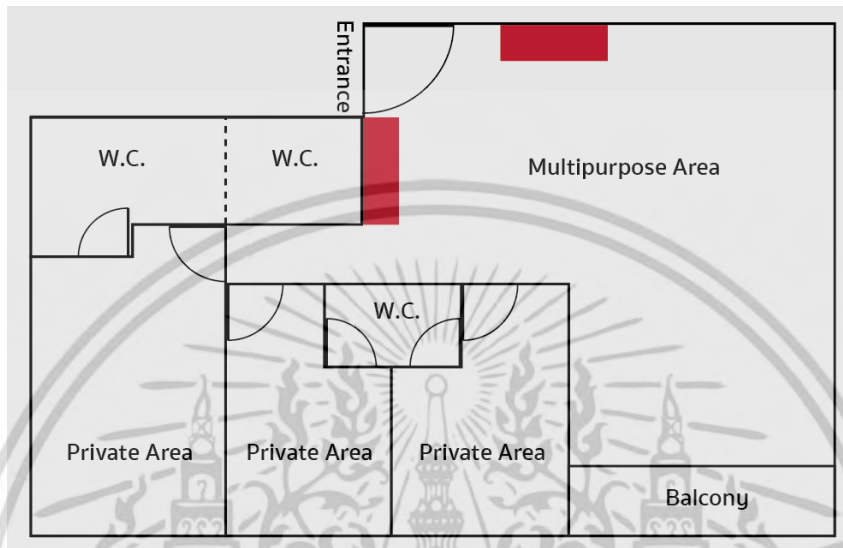 Entrance
W.C.
W.C.
Multipurpose Area
W.C.
Private Area
Private Area
Private Area
Balcony